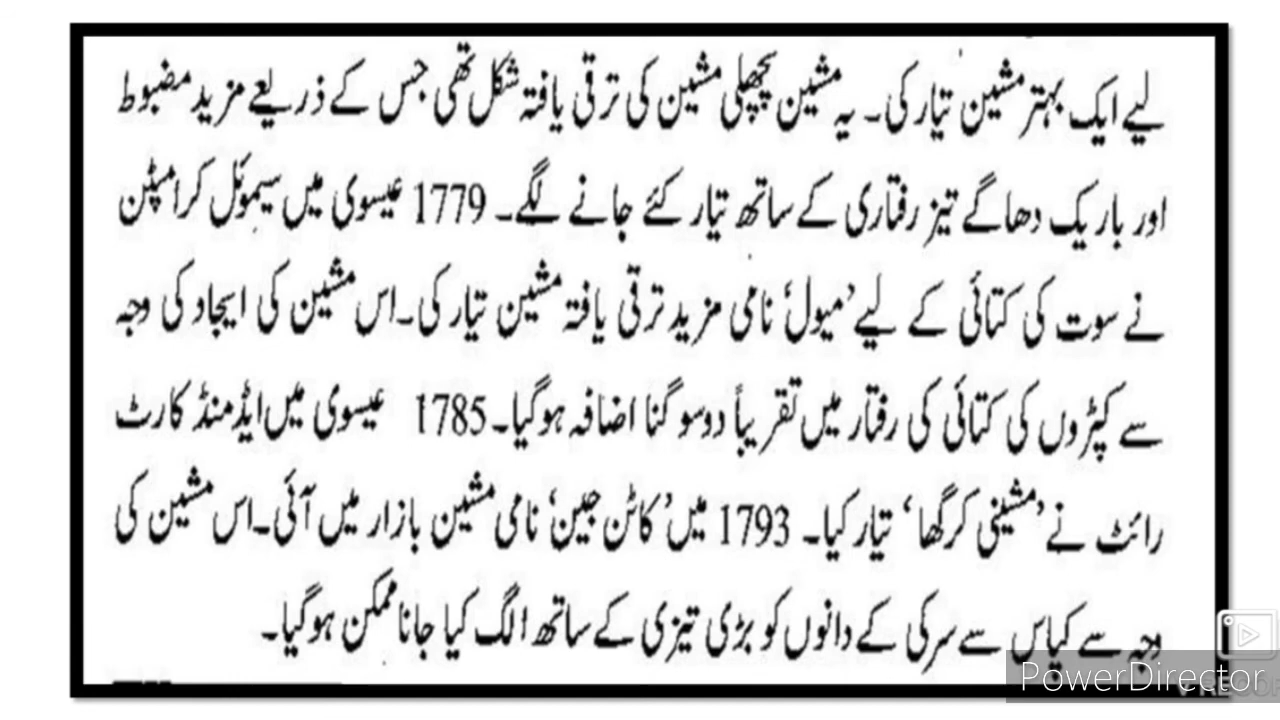 لیے ایک بہتر مشین تیار کی۔ یہ مشین پچھلی مشین کی ترقی یافتہ شکل تھی جس کے ذریعے مزید مضبوط
اور باریک دھاگے تیز رفتاری کے ساتھ تیار کئے جانے لگے۔ 1779 عیسوی میں سیموئل کرامپٹن
نے سوت کی کتائی کے لیے ’میول‘ نامی مزید ترقی یافتہ مشین تیار کی۔اس مشین کی ایجاد کی وجہ
سے کپڑوں کی کتائی کی رفتار میں تقریباً دوسو گنا اضافہ ہوگیا۔ 1785 عیسوی میں ایڈمنڈ کارٹ
رائٹ نے ’مشینی کرگھا‘ تیار کیا۔ 1793 میں ’کاٹن جین‘ نامی مشین بازار میں آئی۔اس مشین کی
وجہ سے کپاس سے سرکی کے دانوں کو بڑی تیزی کے ساتھ الگ کیا جانا ممکن ہوگیا۔
PowerDirector